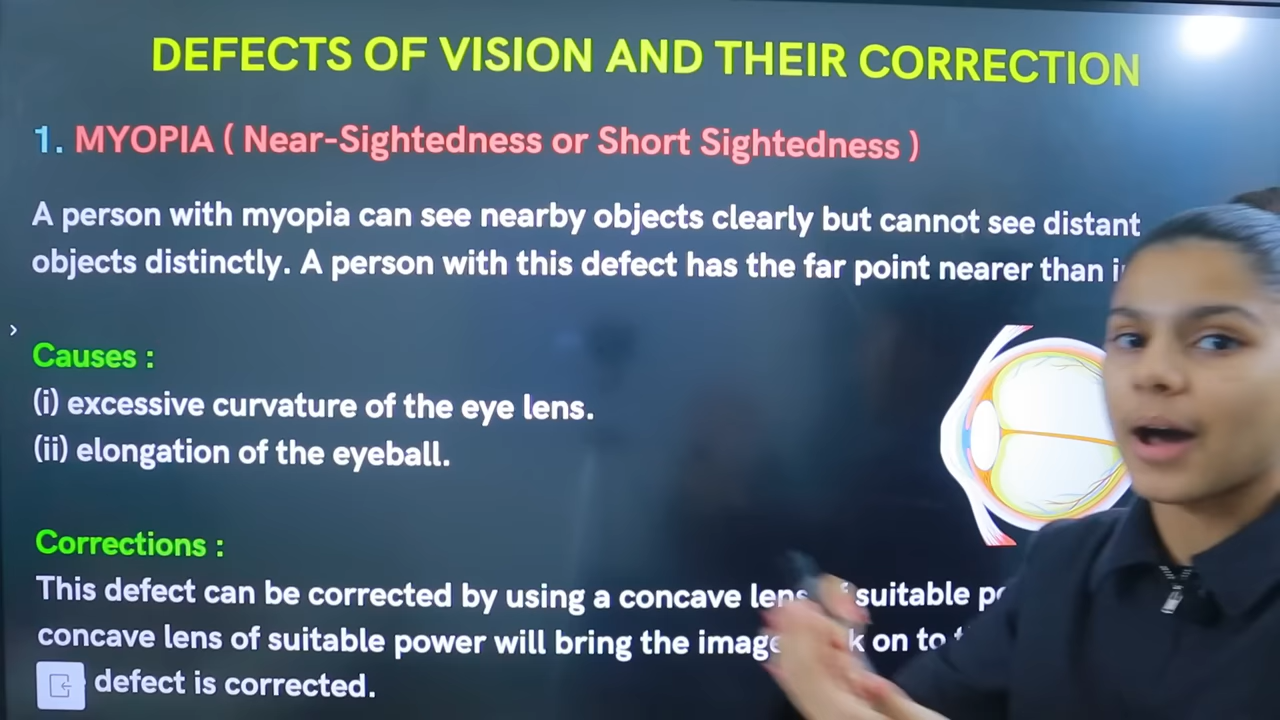 DEFECTS OF VISION AND THEIR CORRECTION
1. MYOPIA ( Near-Sightedness or Short Sightedness )
A person with myopia can see nearby objects clearly but cannot see distant
objects distinctly. A person with this defect has the far point nearer than
Causes :
(i) excessive curvature of the eye lens.
(ii) elongation of the eyeball.
Corrections :
This defect can be corrected by using a concave lens suitable
concave lens of suitable power will bring the image on to
defect is corrected.